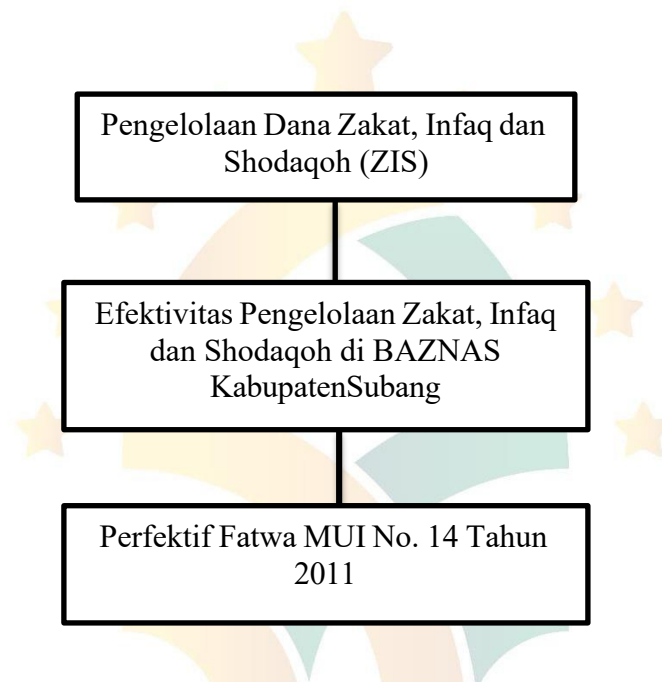 Pengelolaan Dana Zakat, Infaq dan
Shodaqoh (ZIS)
Efektivitas Pengelolaan Zakat, Infaq
dan Shodaqoh di BAZNAS
KabupatenSubang
Perfektif Fatwa MUI No. 14 Tahun
2011